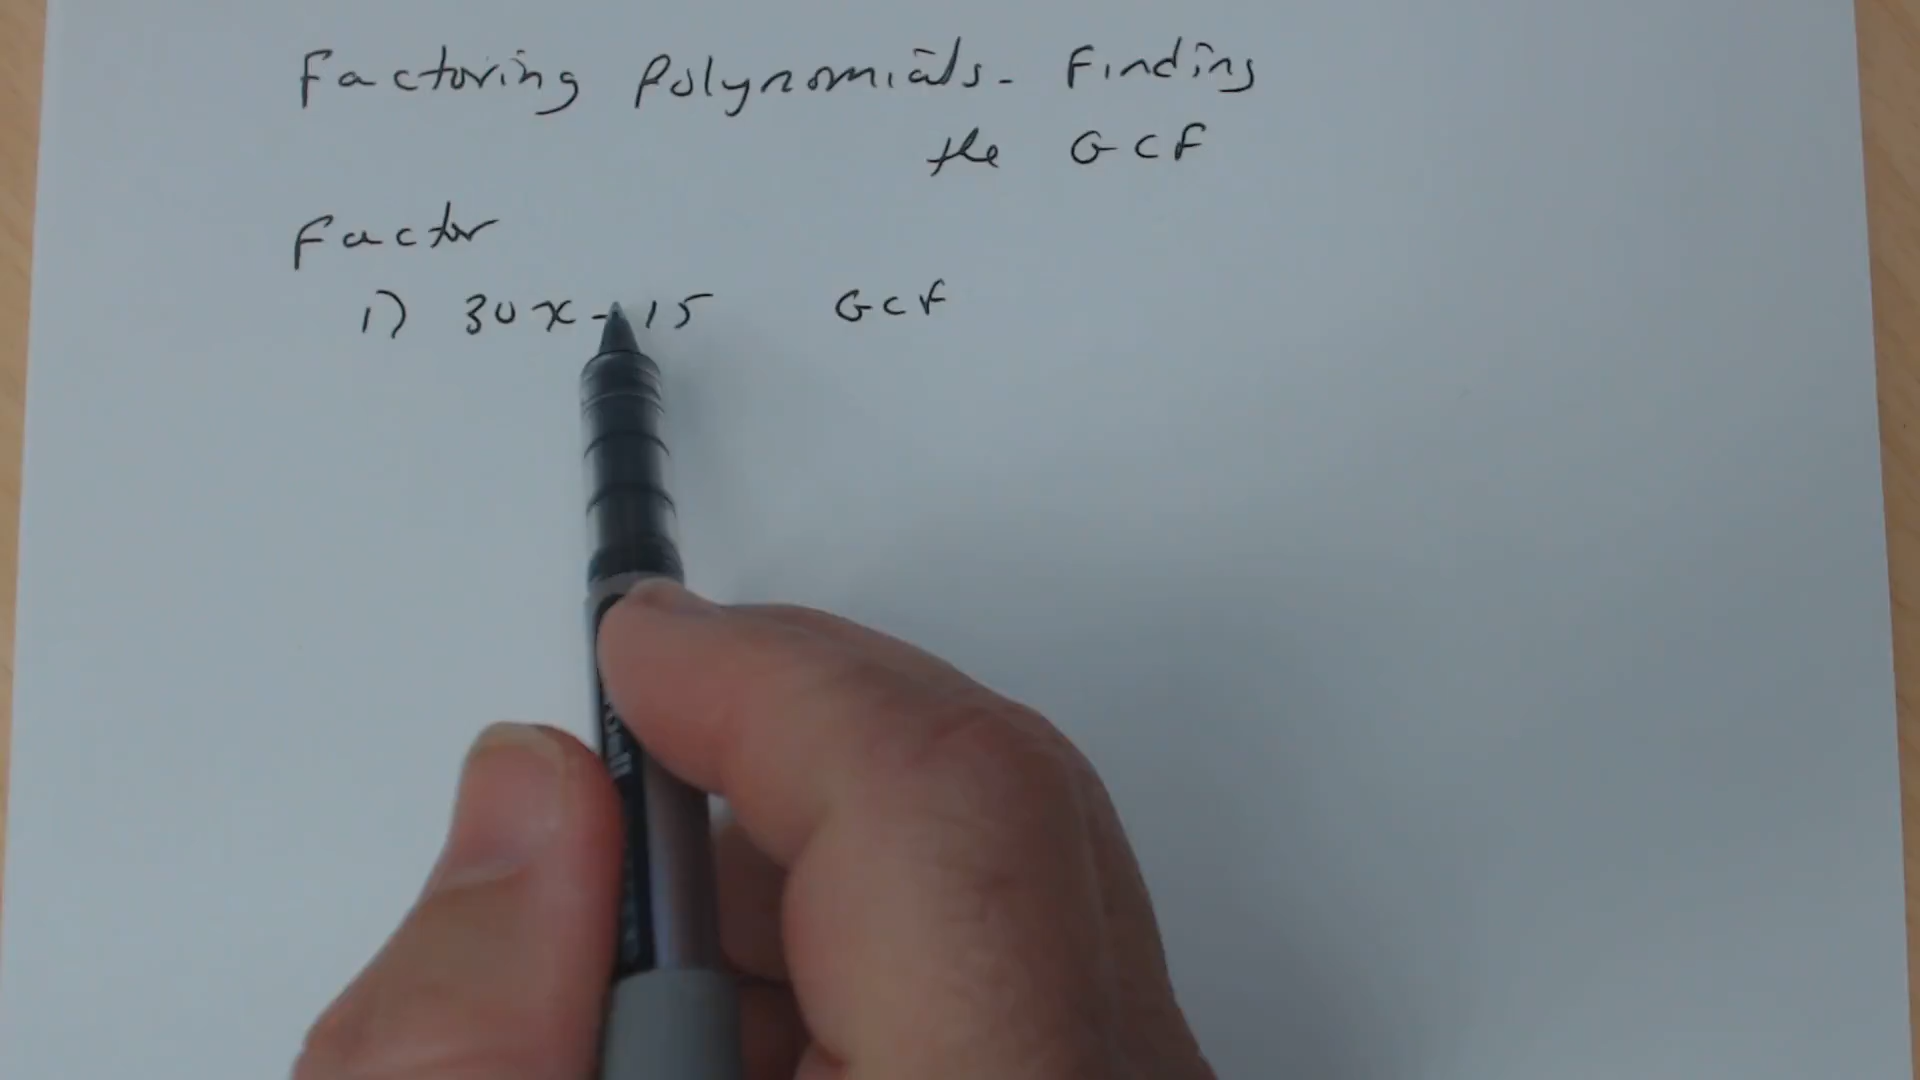 Factoring Polynomials - Finding
the GCF
Factor
1) 30x - 15 GCF